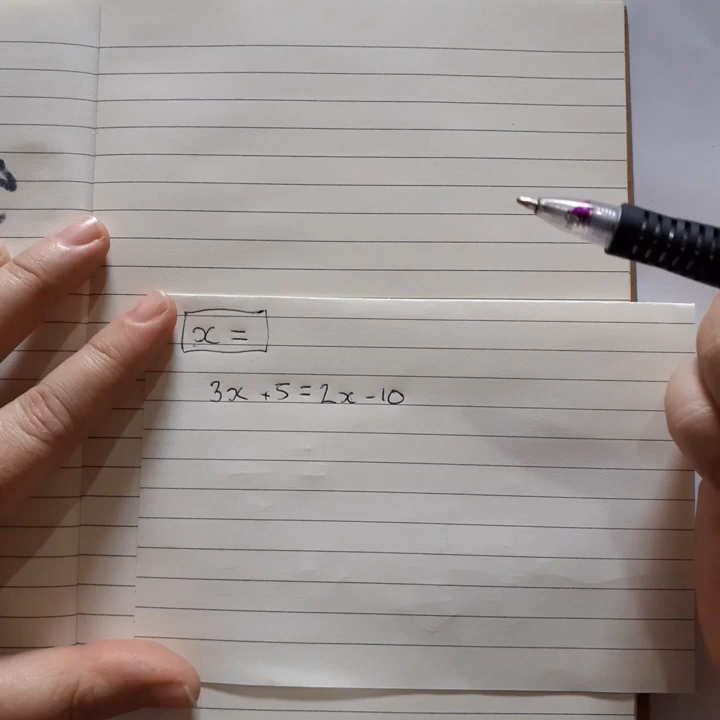 x =
3x + 5 = 2x - 10